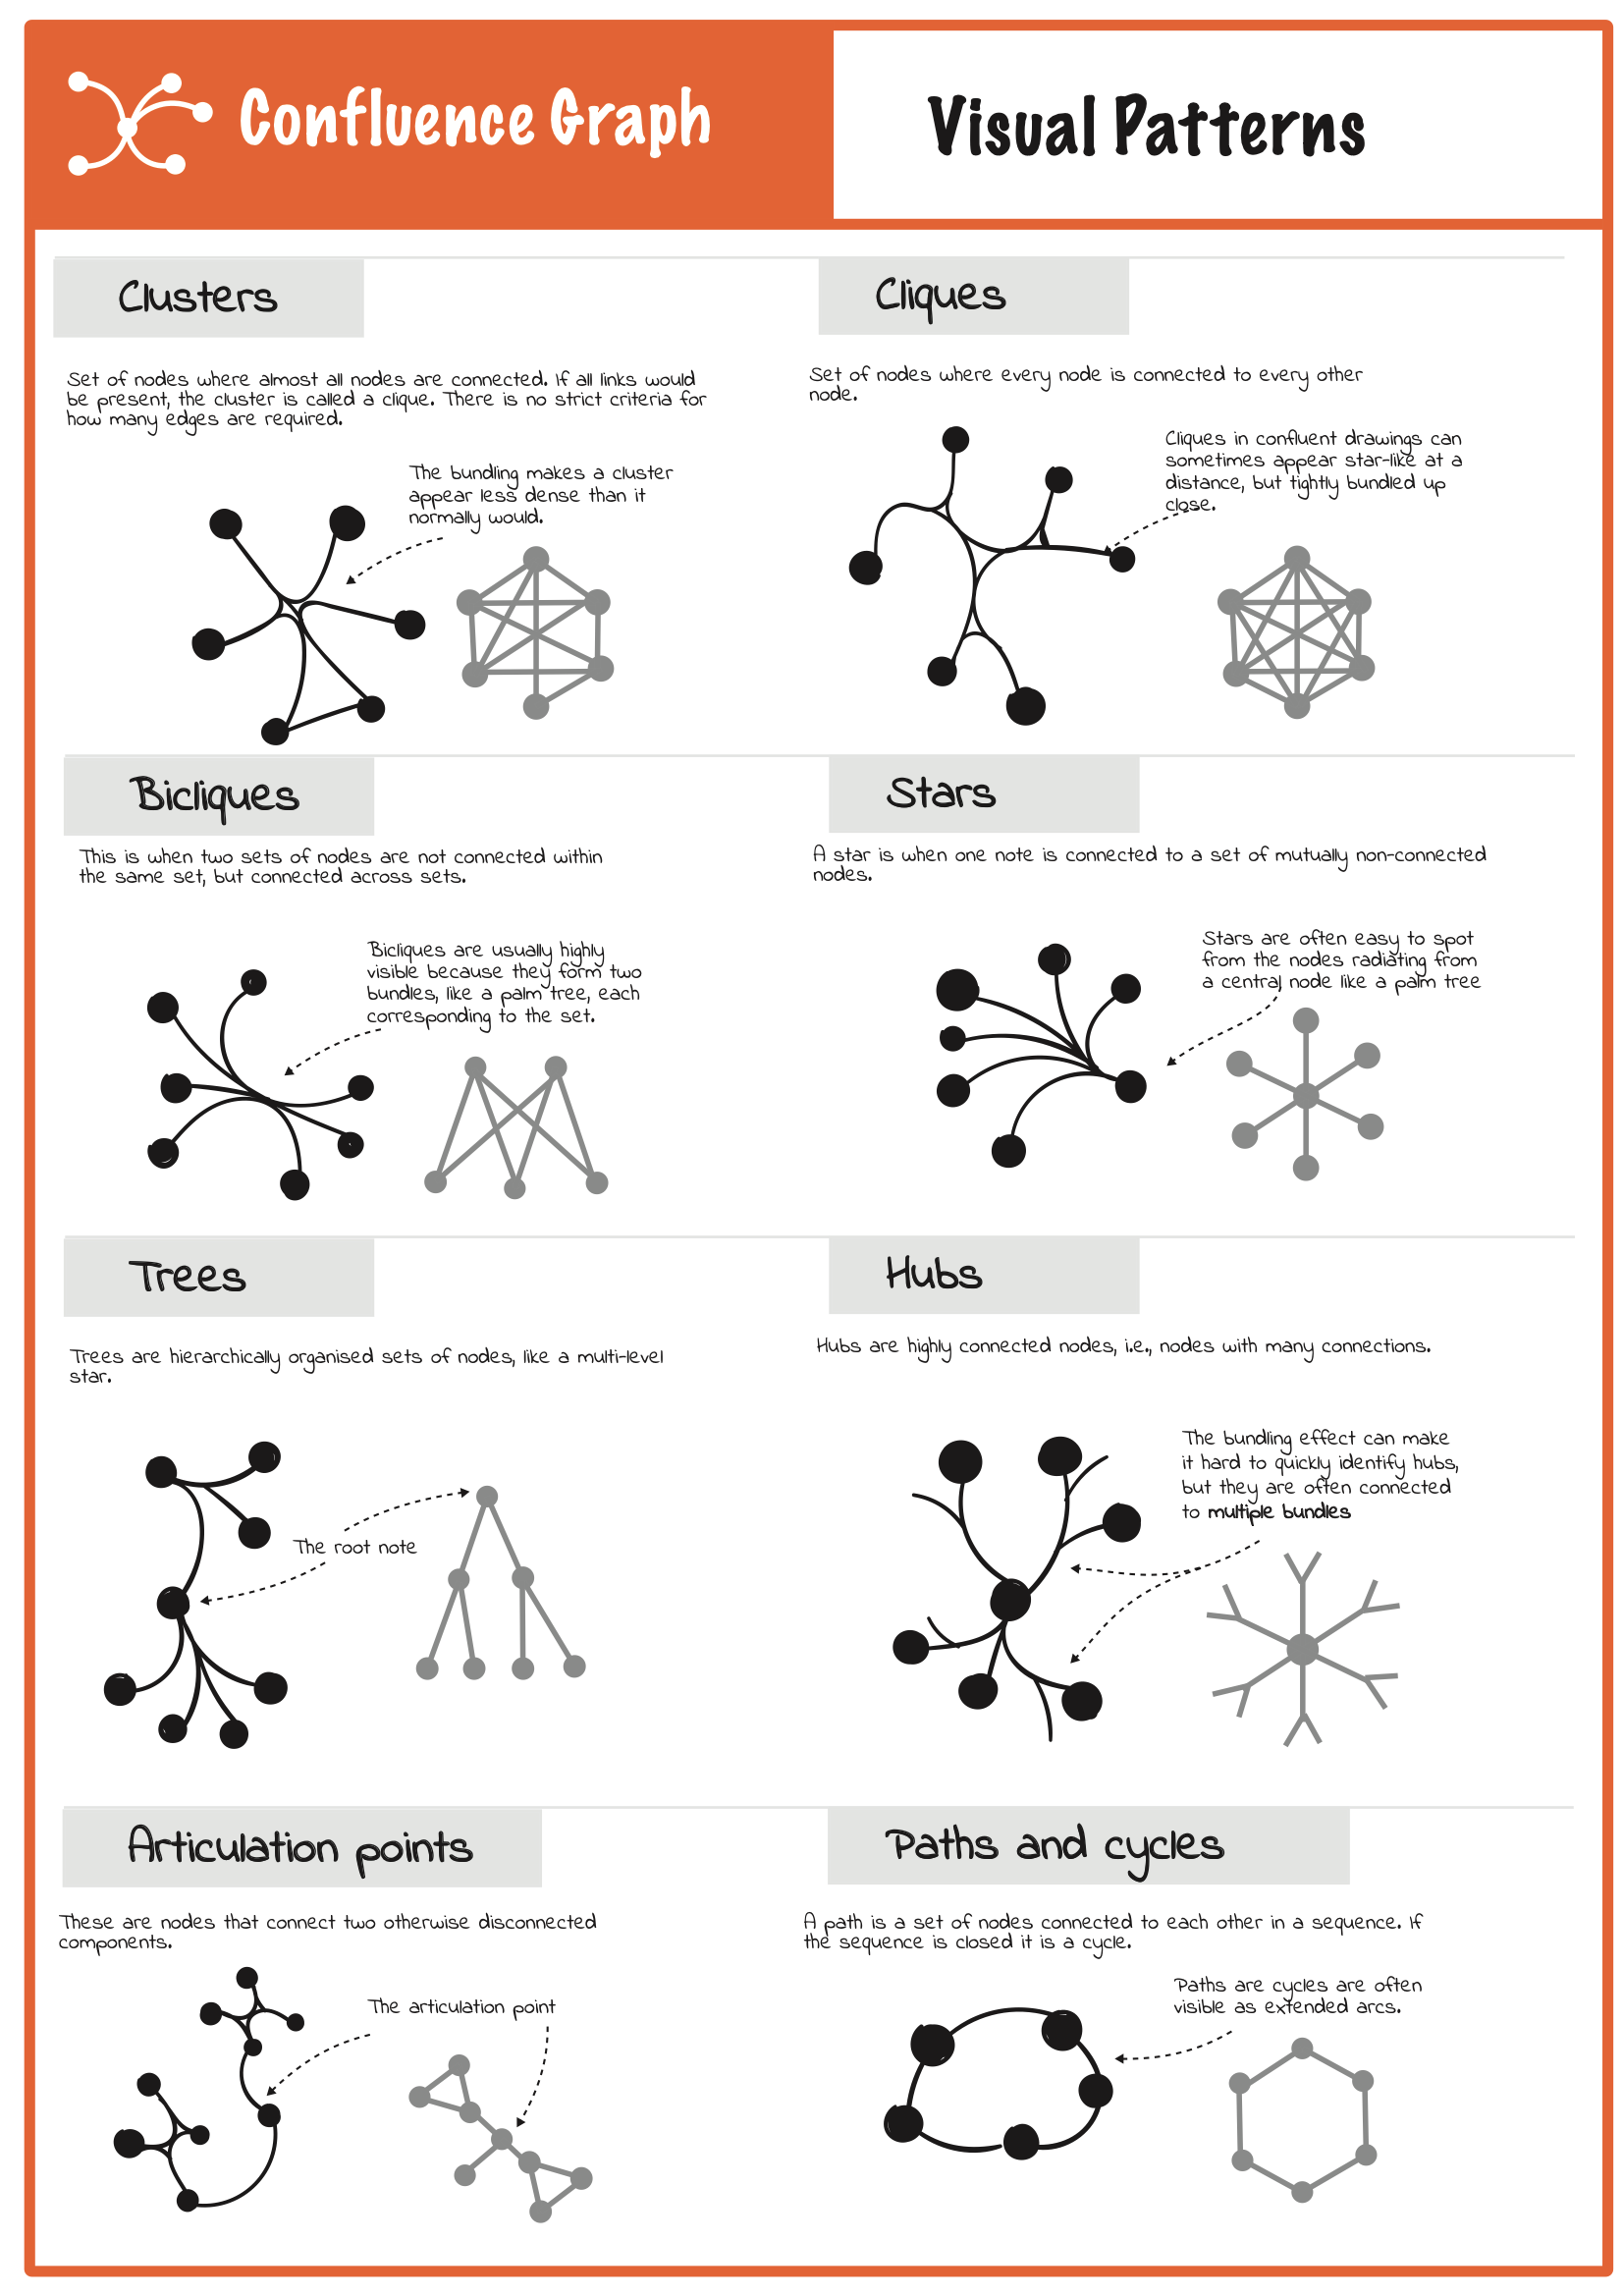 Confluence Graph
Visual Patterns
Clusters
Set of nodes where almost all nodes are connected. If all links would
be present, the cluster is called a clique. There is no strict criteria for
how many edges are required.
The bundling makes a cluster
appear less dense than it
normally would.
Cliques
Set of nodes where every node is connected to every other
node.
Cliques in confluent drawings can
sometimes appear star-like at a
distance, but tightly bundled up
close.
Bicliques
This is when two sets of nodes are not connected within
the same set, but connected across sets.
Bicliques are usually highly
visible because they form two
bundles, like a palm tree, each
corresponding to the set.
Stars
A star is when one note is connected to a set of mutually non-connected
nodes.
Stars are often easy to spot
from the nodes radiating from
a central node like a palm tree
Trees
Trees are hierarchically organised sets of nodes, like a multi-level
star.
The root note
Hubs
Hubs are highly connected nodes, i.e., nodes with many connections.
The bundling effect can make
it hard to quickly identify hubs,
but they are often connected
to multiple bundles
Articulation points
These are nodes that connect two otherwise disconnected
components.
The articulation point
Paths and cycles
A path is a set of nodes connected to each other in a sequence. If
the sequence is closed it is a cycle.
Paths are cycles are often
visible as extended arcs.